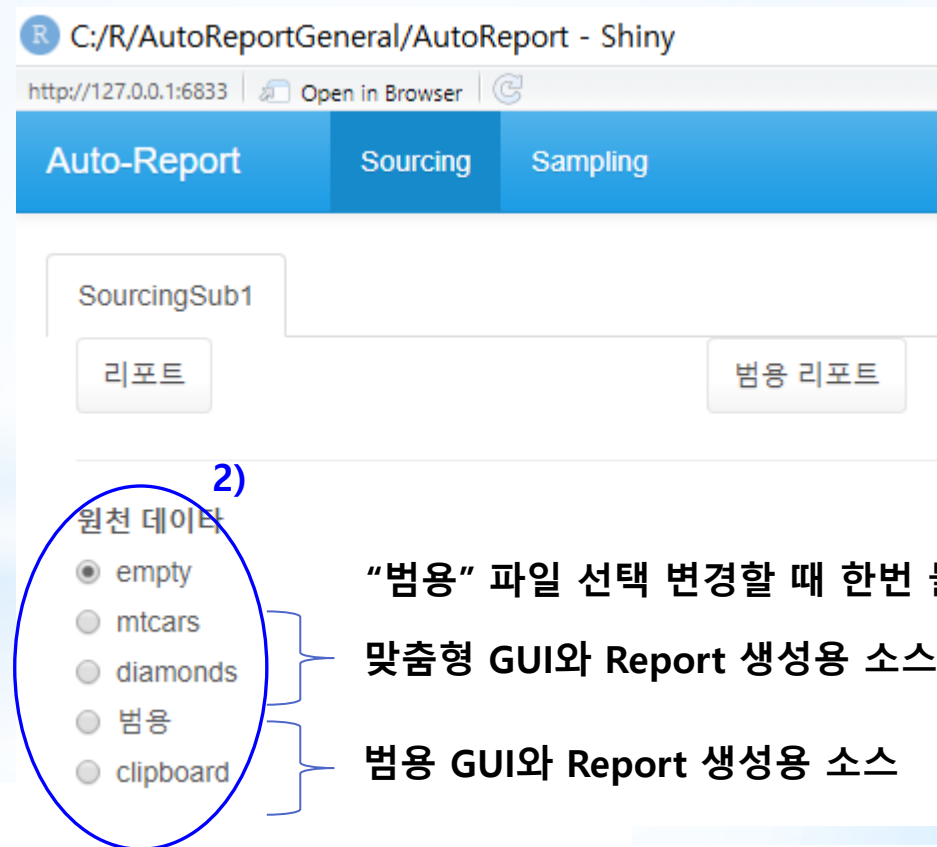 R C:/R/AutoReportGeneral/AutoReport - Shiny
http://127.0.0.1:6833 Open in Browser
Auto-Report Sourcing Sampling
SourcingSub1
리포트 범용 리포트
2)
원천 데이타
empty “범용” 파일 선택 변경할 때 한번
mtcars
맞춤형 GUI와 Report 생성용 소스
diamonds
범용
범용 GUI와 Report 생성용 소스
clipboard